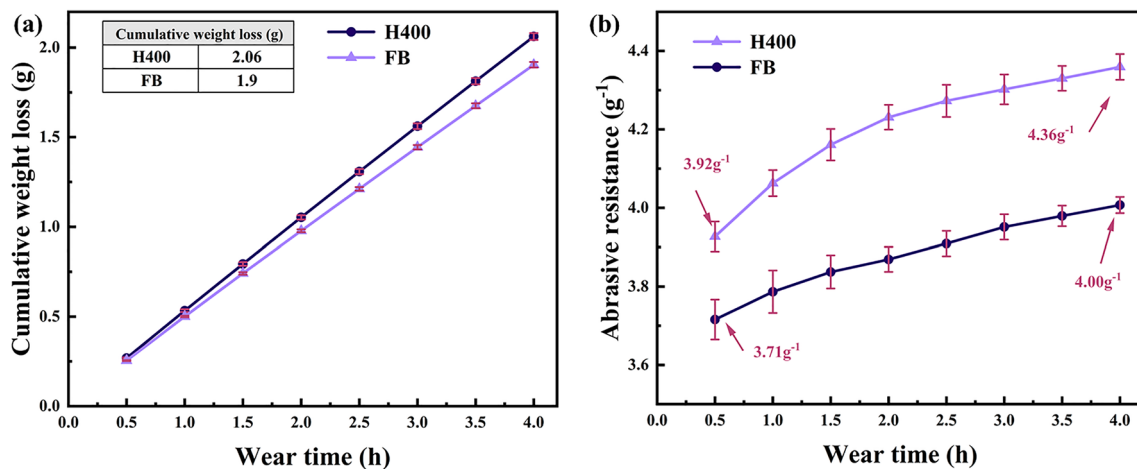 (a)
Cumulative weight loss (g)
H400 2.06
FB 1.9
H400
FB
Cumulative weight loss (g)
2.0
1.5
1.0
0.5
0.0
0.0 0.5 1.0 1.5 2.0 2.5 3.0 3.5 4.0
Wear time (h)
(b)
H400
FB
Abrasive resistance (g⁻¹)
4.4
4.2
4.0
3.8
3.6
3.92g⁻¹
4.36g⁻¹
3.71g⁻¹
4.00g⁻¹
0.0 0.5 1.0 1.5 2.0 2.5 3.0 3.5 4.0
Wear time (h)